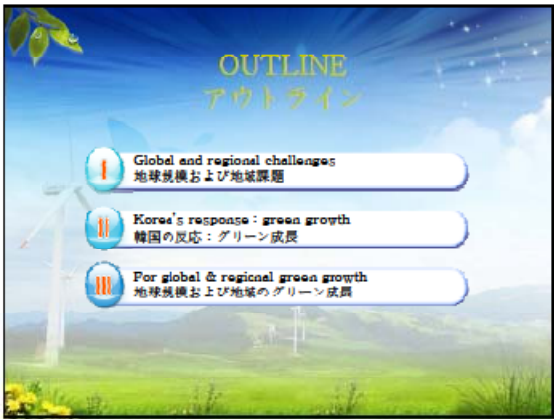 OUTLINE
アウトライン
I
Global and regional challenges
地球規模および地域課題
II
Korea's response : green growth
韓国の反応：グリーン成長
III
For global & regional green growth
地球規模および地域のグリーン成長